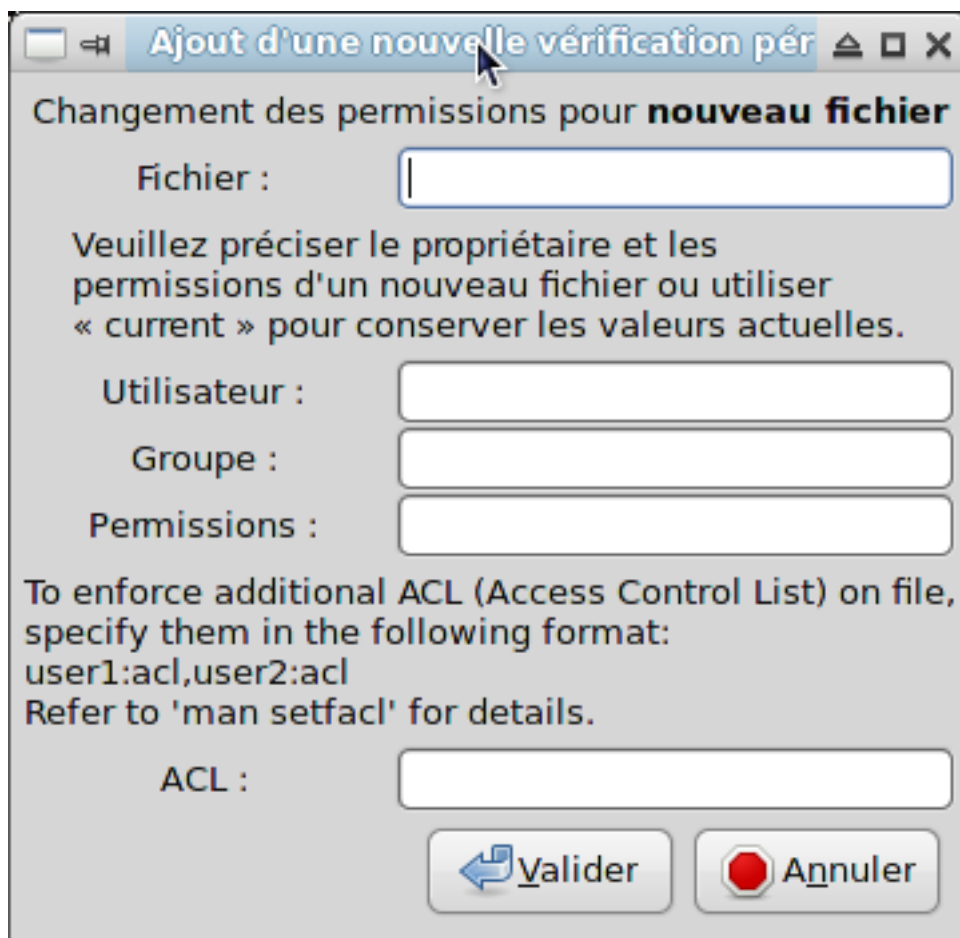 Ajout d'une nouvelle vérification pér
Changement des permissions pour nouveau fichier
Fichier :
Veuillez préciser le propriétaire et les
permissions d'un nouveau fichier ou utiliser
« current » pour conserver les valeurs actuelles.
Utilisateur :
Groupe :
Permissions :
To enforce additional ACL (Access Control List) on file,
specify them in the following format:
user1:acl,user2:acl
Refer to 'man setfacl' for details.
ACL :
Valider Annuler